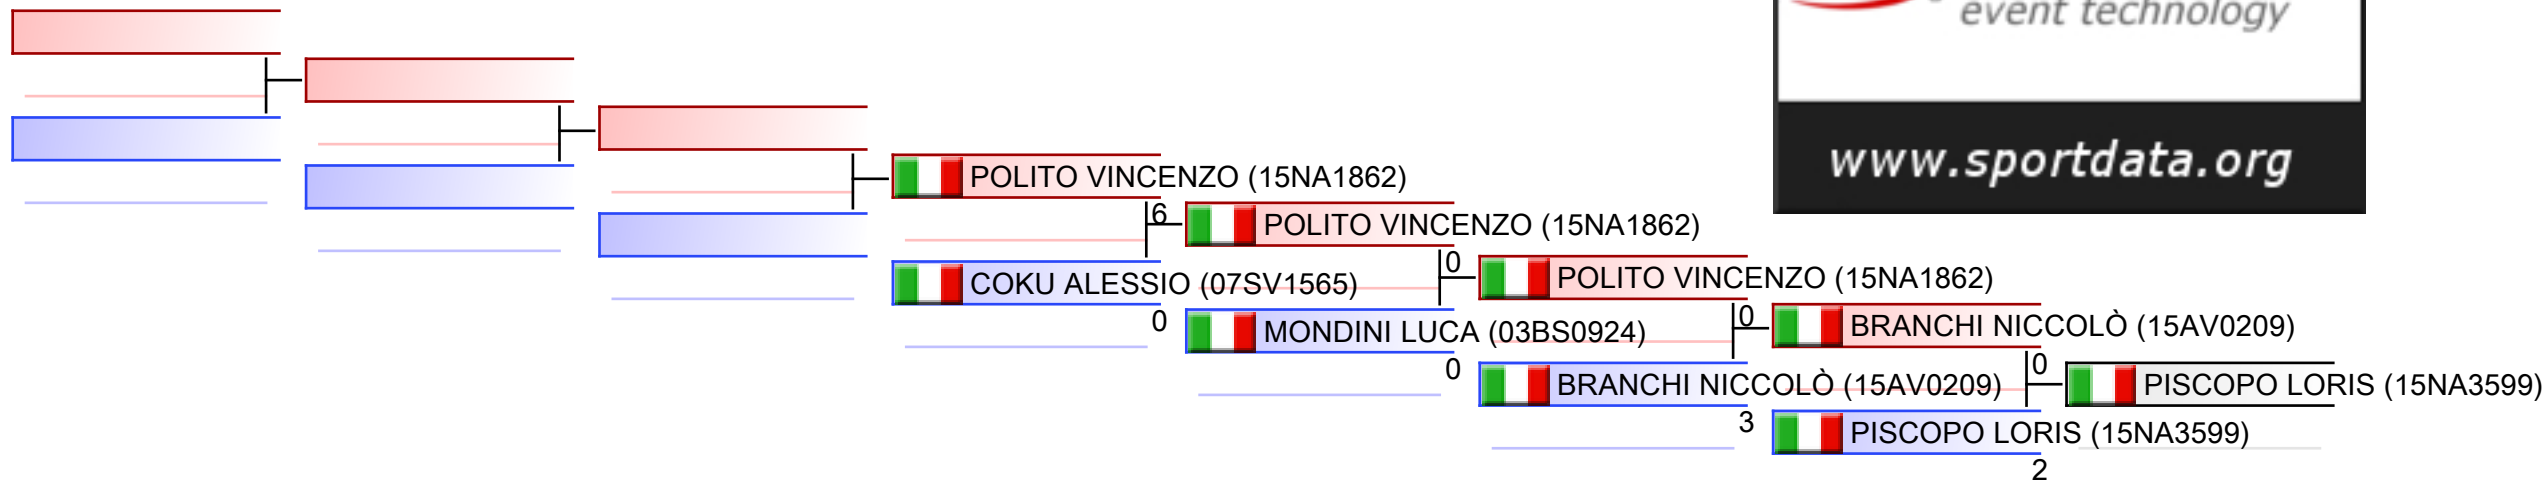 event technology
www.sportdata.org
POLITO VINCENZO (15NA1862)
6
POLITO VINCENZO (15NA1862)
COKU ALESSIO (07SV1565)
0
0
POLITO VINCENZO (15NA1862)
MONDINI LUCA (03BS0924)
0
0
BRANCHI NICCOLÒ (15AV0209)
BRANCHI NICCOLÒ (15AV0209)
3
0
PISCOPO LORIS (15NA3599)
PISCOPO LORIS (15NA3599)
2